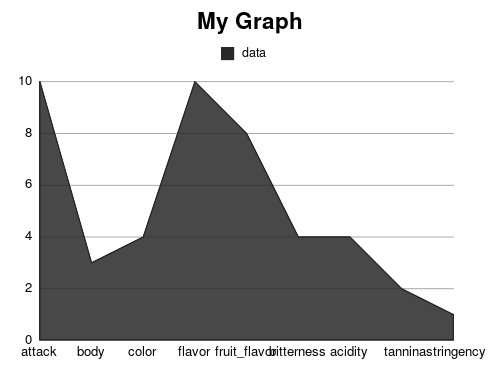 My Graph
data
10
8
6
4
2
0
attack body color flavor fruit_flavor bitterness acidity tannin astringency